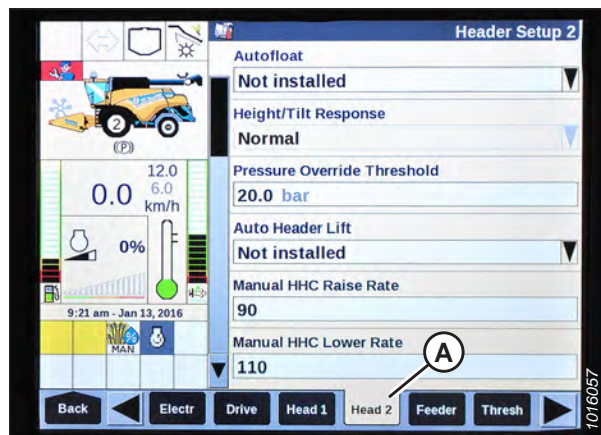 Header Setup 2
Autofloat
Not installed
Height/Tilt Response
Normal
Pressure Override Threshold
20.0 bar
Auto Header Lift
Not installed
Manual HHC Raise Rate
90
Manual HHC Lower Rate
110
2
(P)
12.0
0.0 6.0
km/h
0%
9:21 am - Jan 13, 2016
MAN
A
Back Electr Drive Head 1 Head 2 Feeder Thresh
1016057